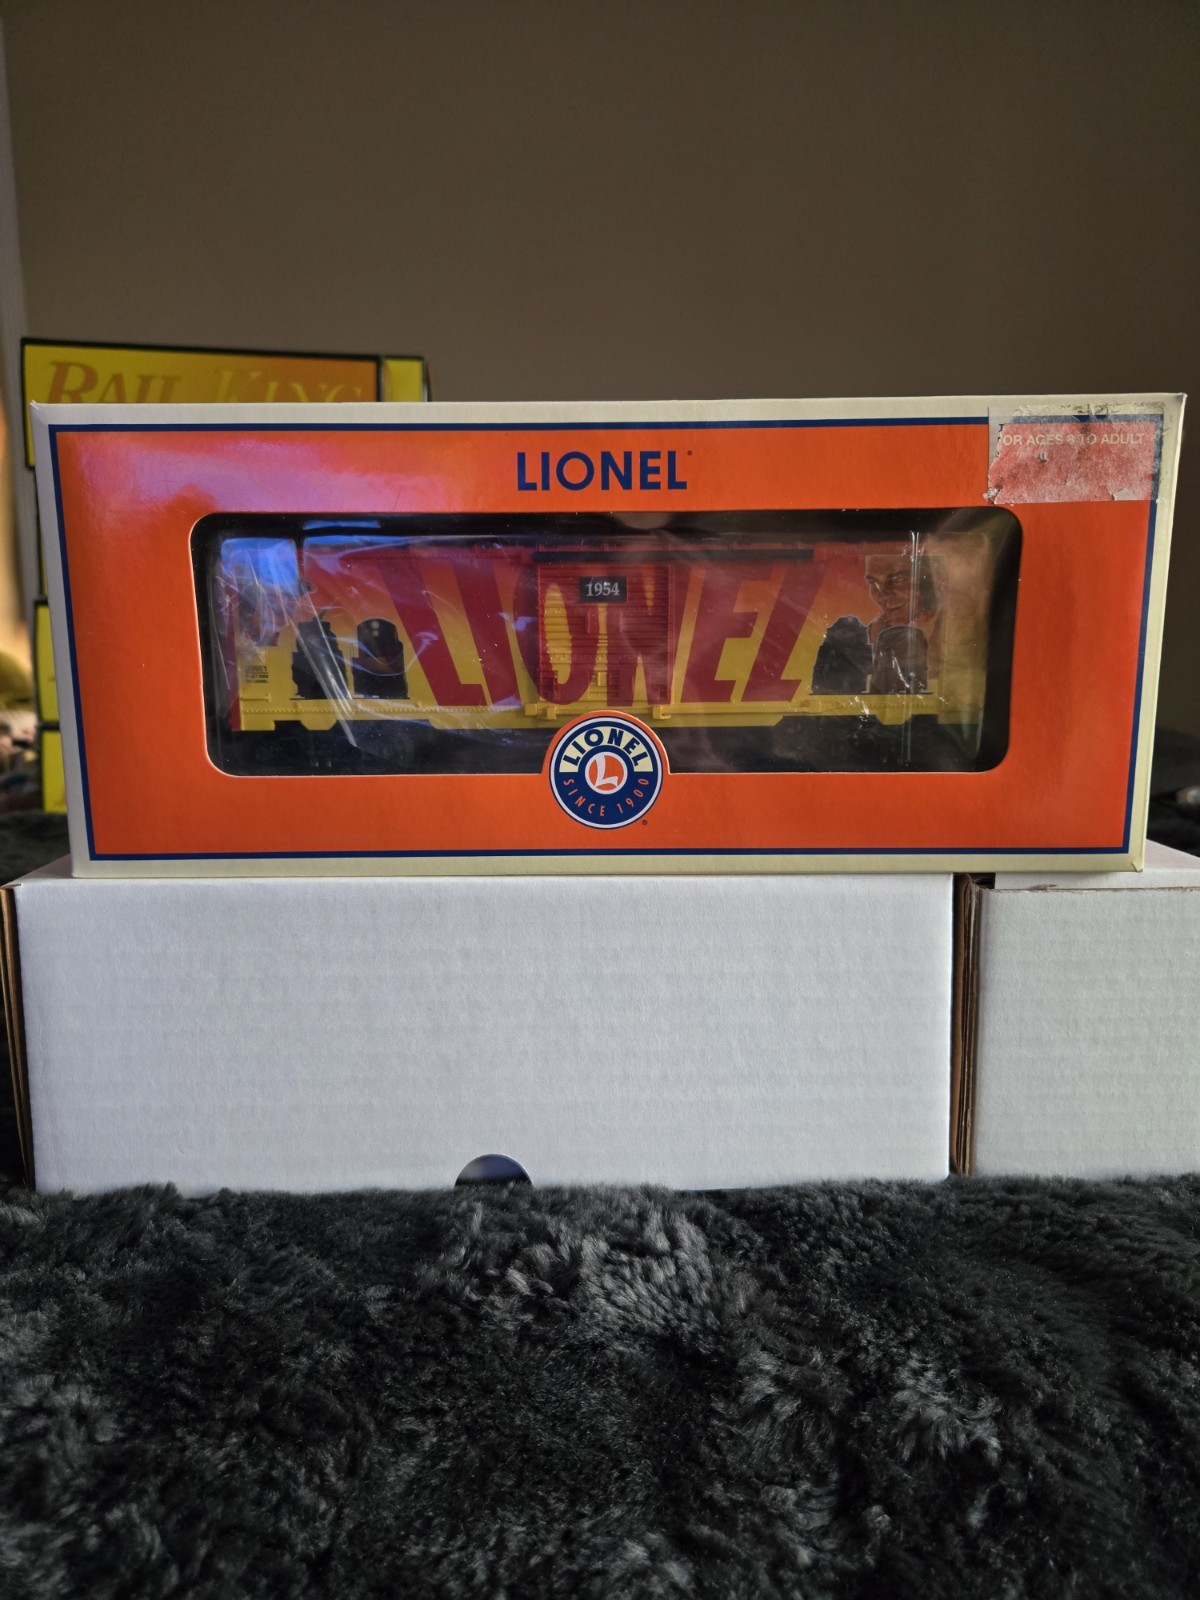 RAIL KING
LIONEL
OR AGES 8 TO ADULT
1954
LIONEL
LIONEL
L
SINCE 1900